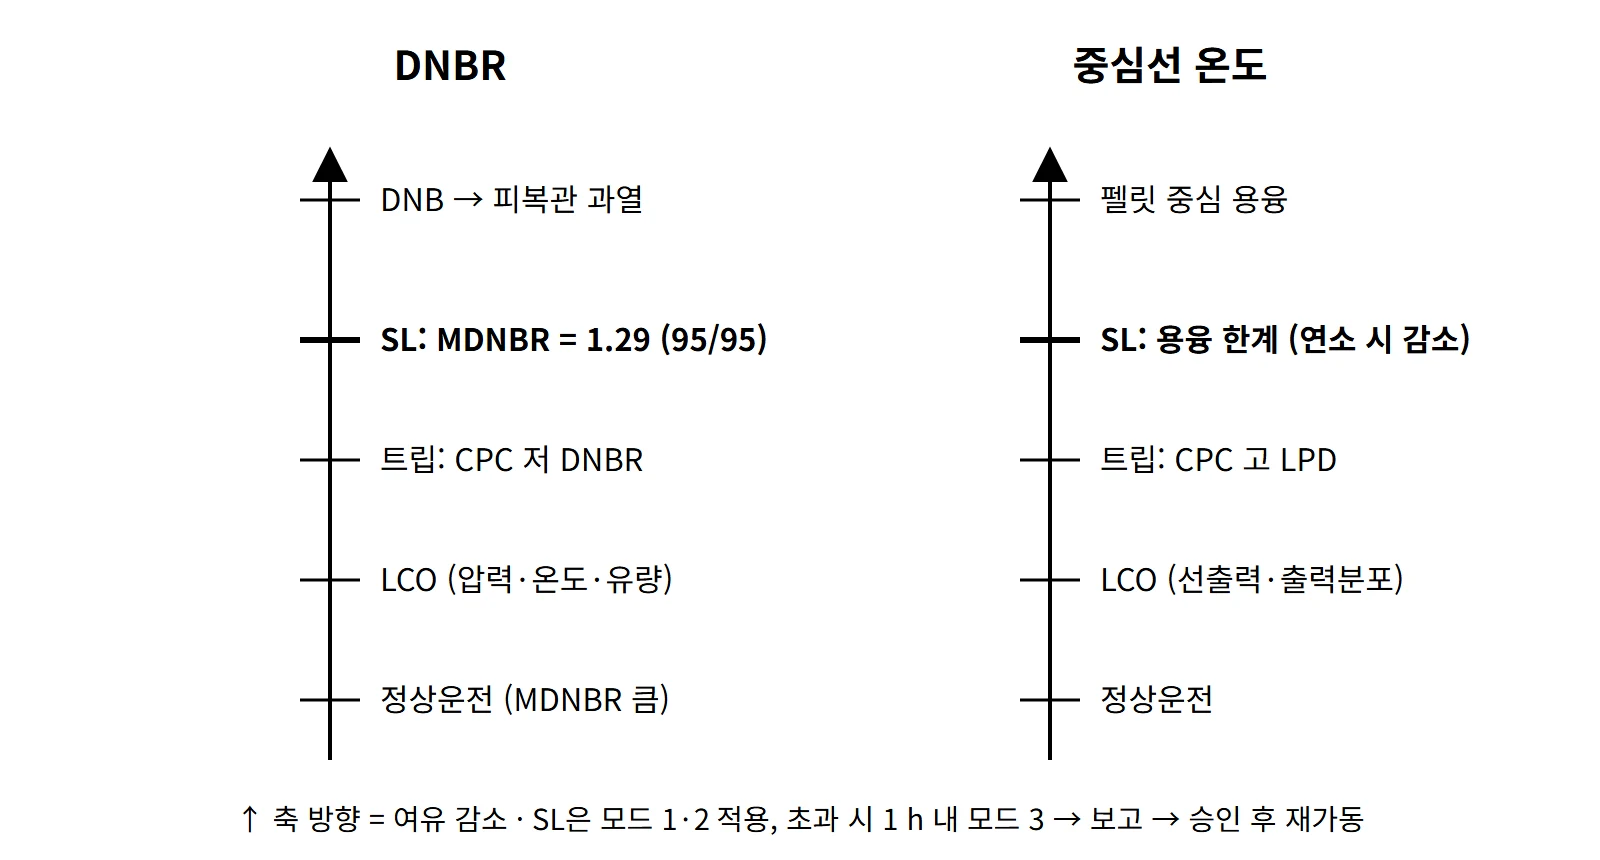 DNBR
DNB → 피복관 과열
SL: MDNBR = 1.29 (95/95)
트립: CPC 저 DNBR
LCO (압력·온도·유량)
정상운전 (MDNBR 큼)
중심선 온도
펠릿 중심 용융
SL: 용융 한계 (연소 시 감소)
트립: CPC 고 LPD
LCO (선출력·출력분포)
정상운전
↑ 축 방향 = 여유 감소 · SL은 모드 1·2 적용, 초과 시 1 h 내 모드 3 → 보고 → 승인 후 재가동